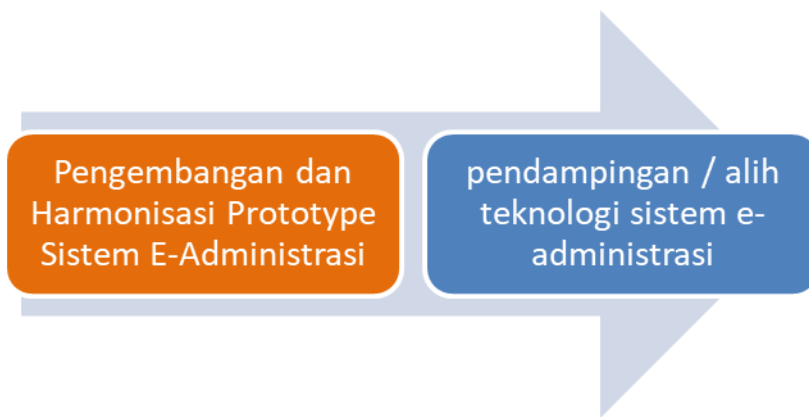 Pengembangan dan
Harmonisasi Prototype
Sistem E-Administrasi
pendampingan / alih
teknologi sistem e-
administrasi